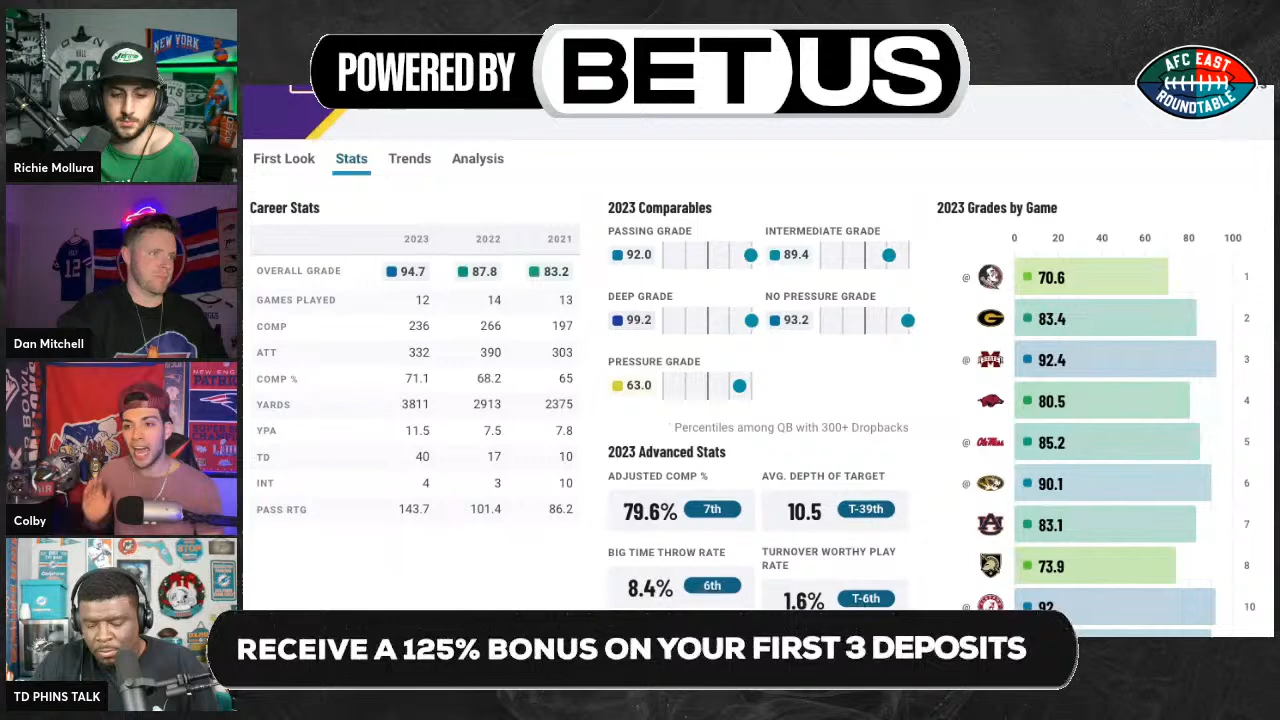 POWERED BY BETUS
AFC EAST
ROUNDTABLE
NEW YORK
Richie Mollura
12
Dan Mitchell
Colby
TD PHINS TALK
First Look Stats Trends Analysis
Career Stats
2023 2022 2021
OVERALL GRADE 94.7 87.8 83.2
GAMES PLAYED 12 14 13
COMP 236 266 197
ATT 332 390 303
COMP % 71.1 68.2 65
YARDS 3811 2913 2375
YPA 11.5 7.5 7.8
TD 40 17 10
INT 4 3 10
PASS RTG 143.7 101.4 86.2
2023 Comparables
PASSING GRADE INTERMEDIATE GRADE
92.0 89.4
DEEP GRADE NO PRESSURE GRADE
99.2 93.2
PRESSURE GRADE
63.0
Percentiles among QB with 300+ Dropbacks
2023 Advanced Stats
ADJUSTED COMP % AVG. DEPTH OF TARGET
79.6% 7th 10.5 T-39th
BIG TIME THROW RATE TURNOVER WORTHY PLAY
RATE
8.4% 6th 1.6% T-6th
2023 Grades by Game
0 20 40 60 80 100
@ 70.6 1
83.4 2
@ 92.4 3
80.5 4
@ Ole Miss 85.2 5
@ 90.1 6
83.1 7
73.9 8
@ 92 10
RECEIVE A 125% BONUS ON YOUR FIRST 3 DEPOSITS